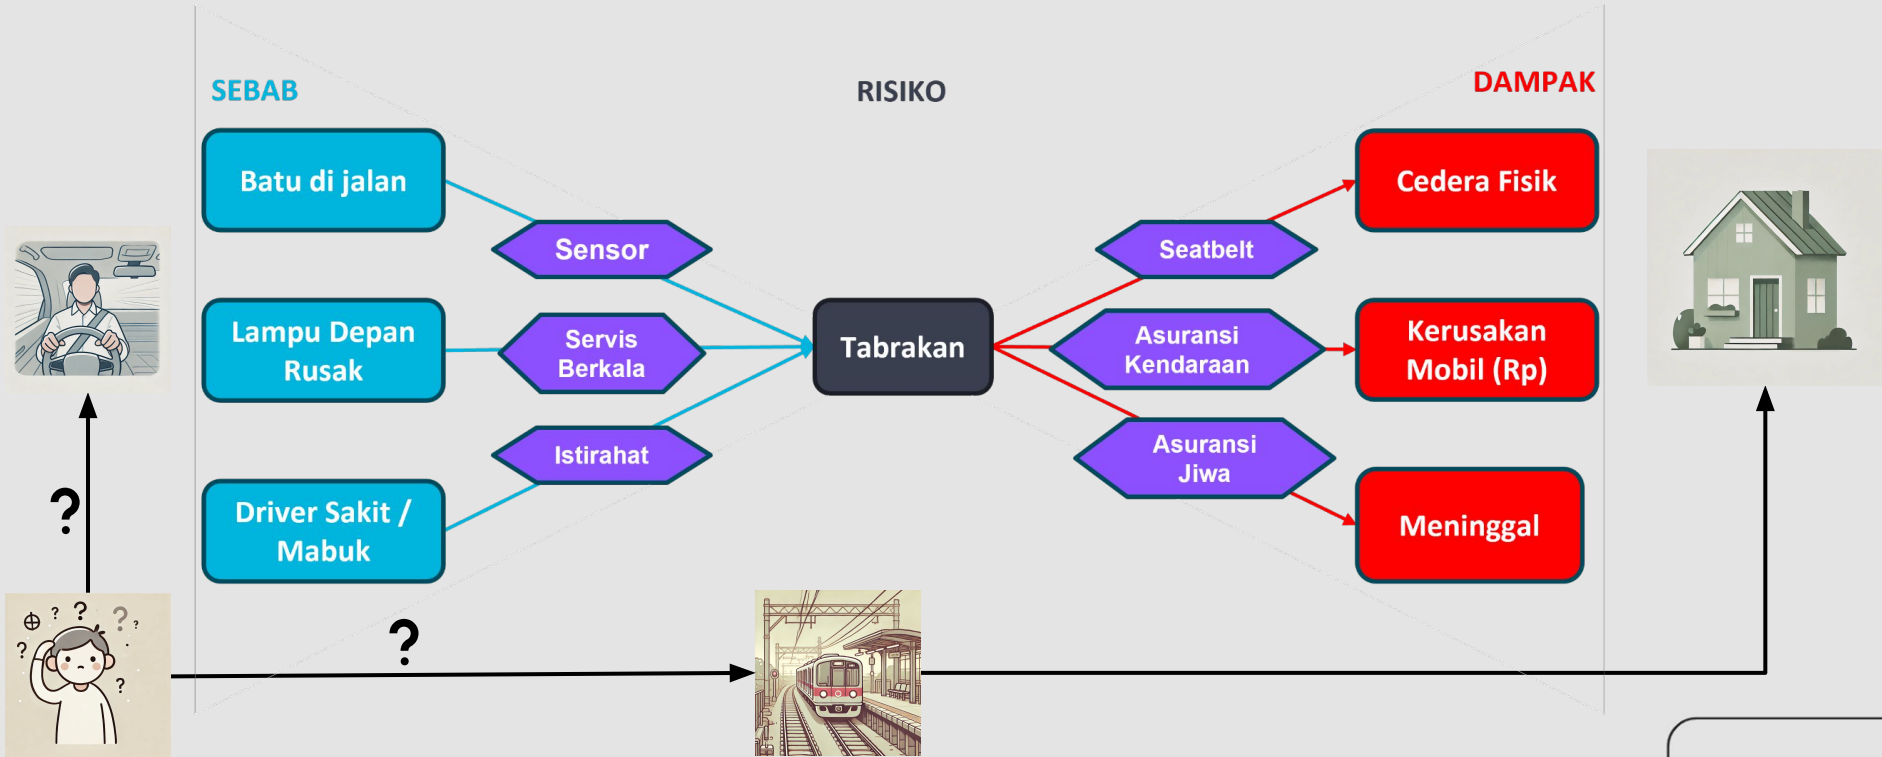 SEBAB
RISIKO
DAMPAK
Batu di jalan
Sensor
Seatbelt
Cedera Fisik
Lampu Depan
Rusak
Servis
Berkala
Tabrakan
Asuransi
Kendaraan
Kerusakan
Mobil (Rp)
Driver Sakit /
Mabuk
Istirahat
Asuransi
Jiwa
Meninggal
?
?
? ? ? ?
?
?